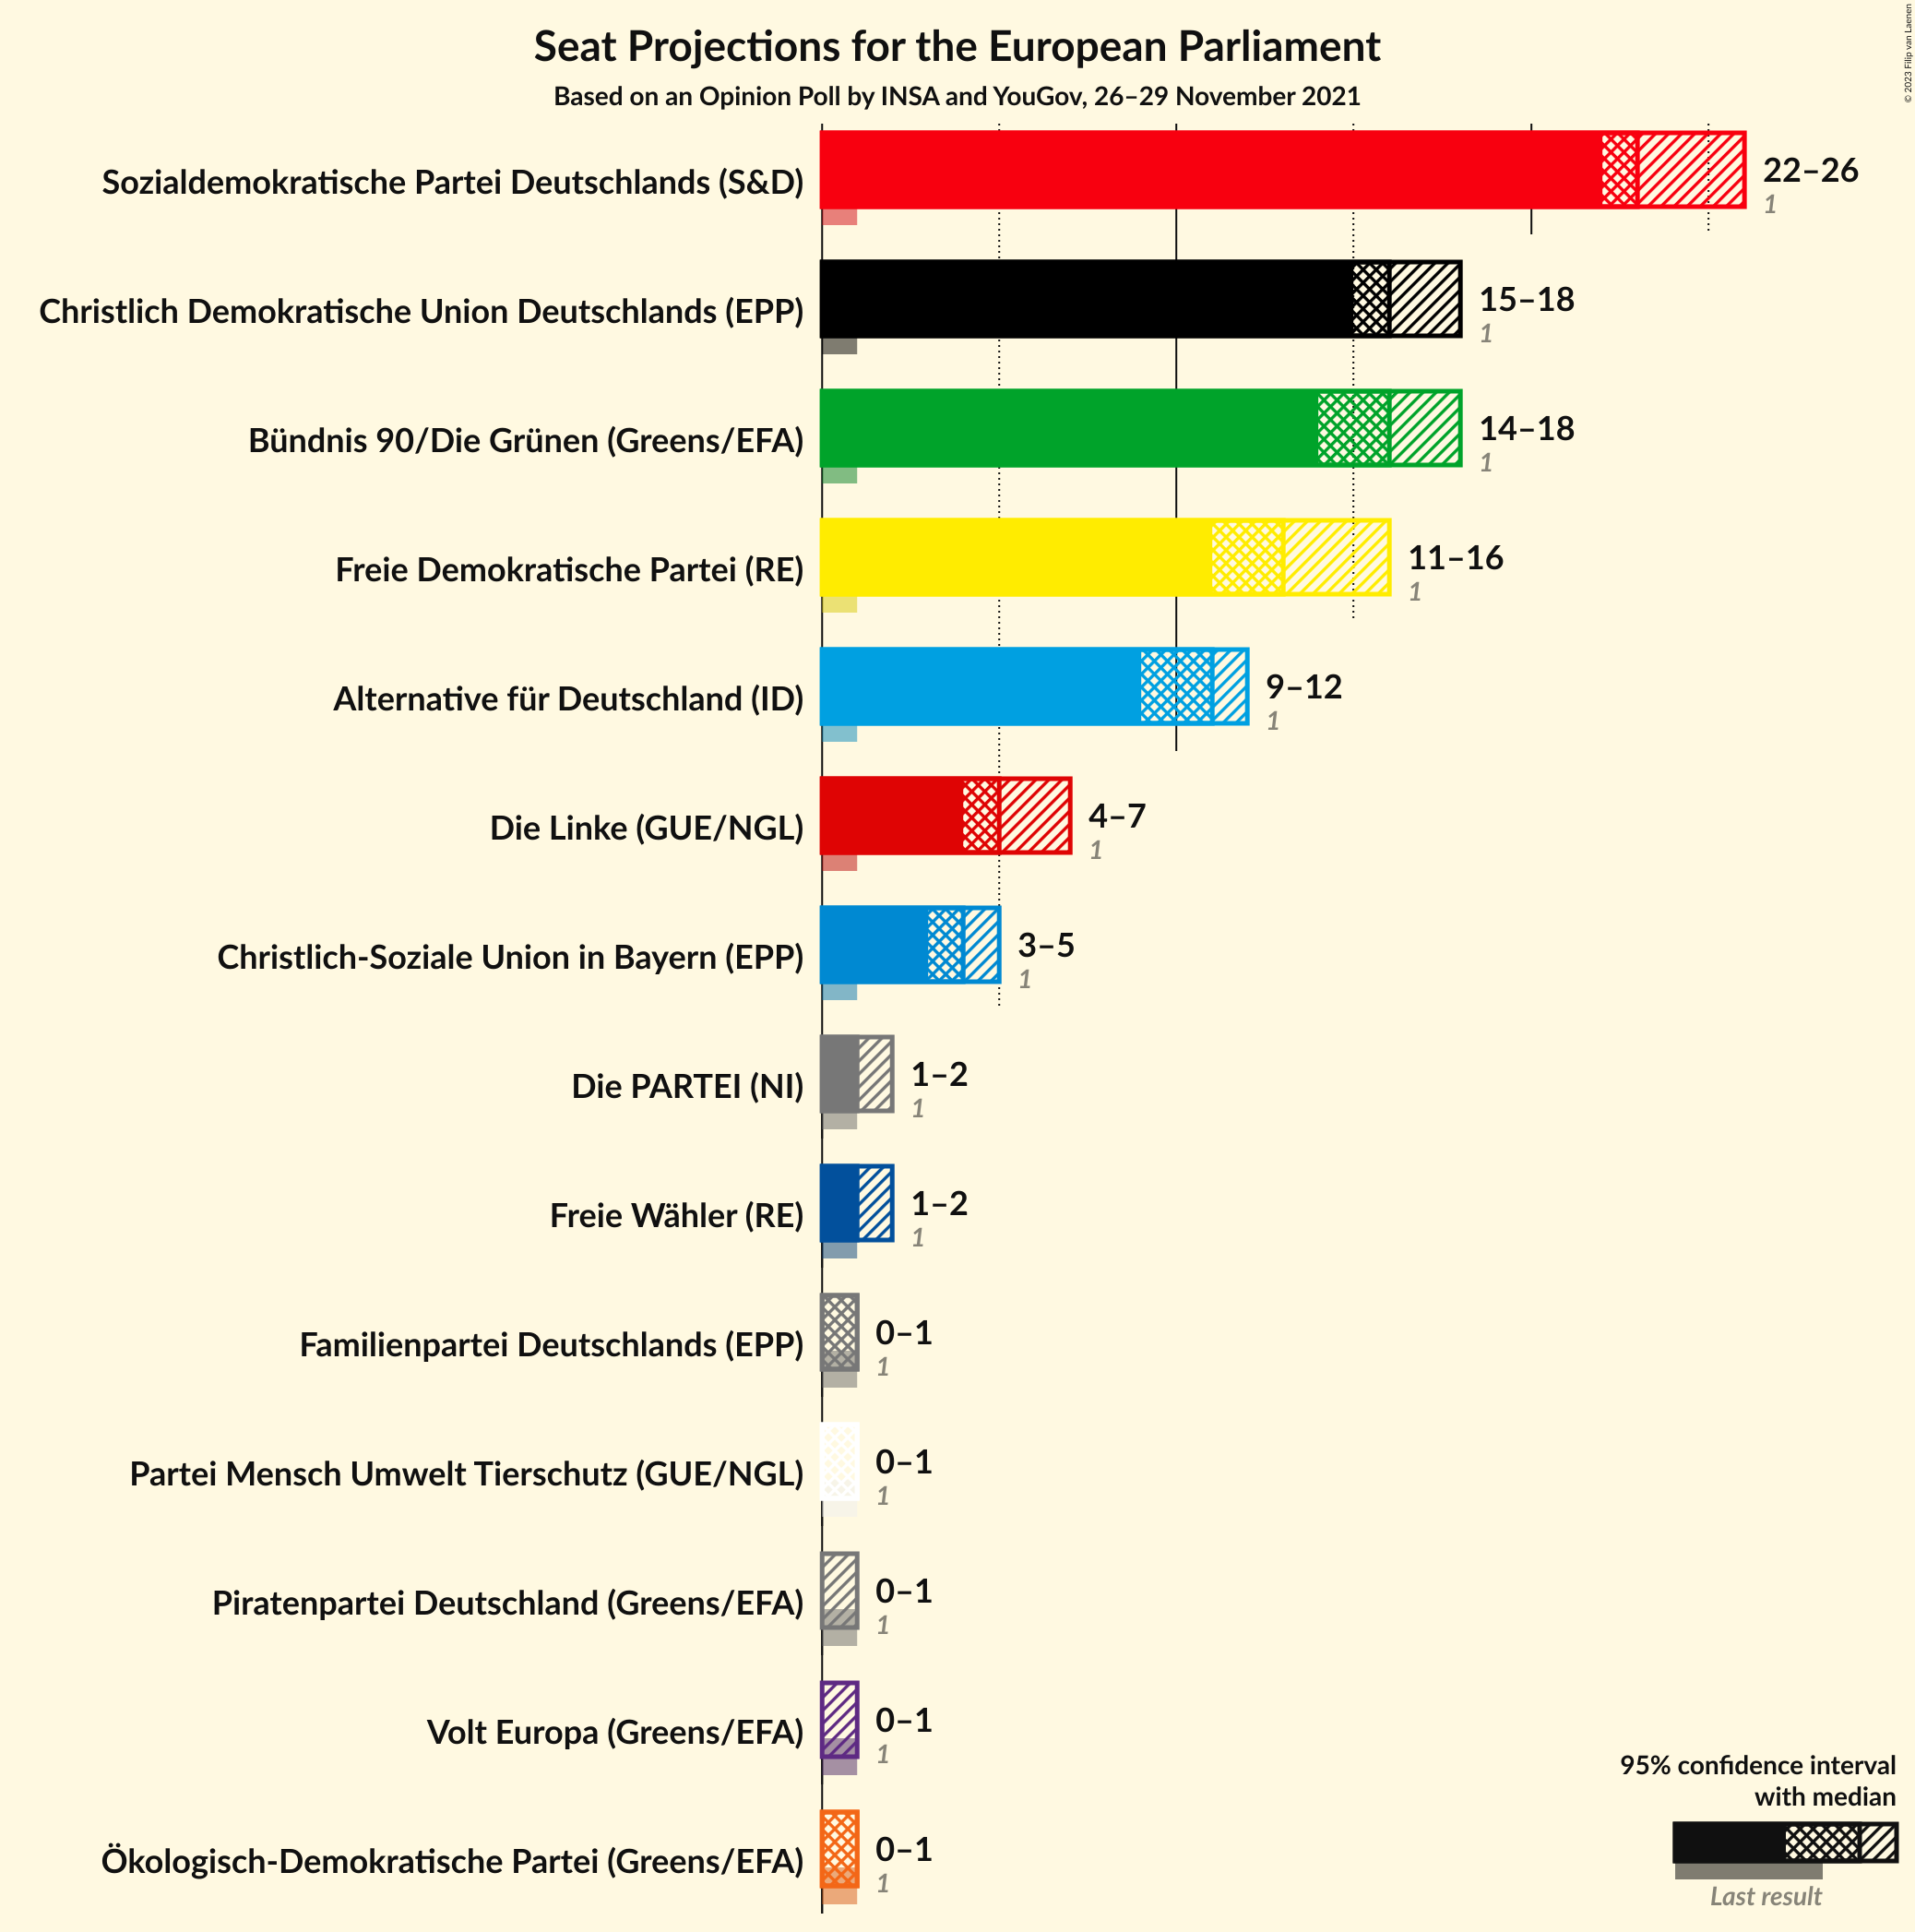 Seat Projections for the European Parliament
Based on an Opinion Poll by INSA and YouGov, 26–29 November 2021
© 2023 Filip van Laenen
Sozialdemokratische Partei Deutschlands (S&D)
22–26
1
Christlich Demokratische Union Deutschlands (EPP)
15–18
1
Bündnis 90/Die Grünen (Greens/EFA)
14–18
1
Freie Demokratische Partei (RE)
11–16
1
Alternative für Deutschland (ID)
9–12
1
Die Linke (GUE/NGL)
4–7
1
Christlich-Soziale Union in Bayern (EPP)
3–5
1
Die PARTEI (NI)
1–2
1
Freie Wähler (RE)
1–2
1
Familienpartei Deutschlands (EPP)
0–1
1
Partei Mensch Umwelt Tierschutz (GUE/NGL)
0–1
1
Piratenpartei Deutschland (Greens/EFA)
0–1
1
Volt Europa (Greens/EFA)
0–1
1
Ökologisch-Demokratische Partei (Greens/EFA)
0–1
1
95% confidence interval
with median
Last result